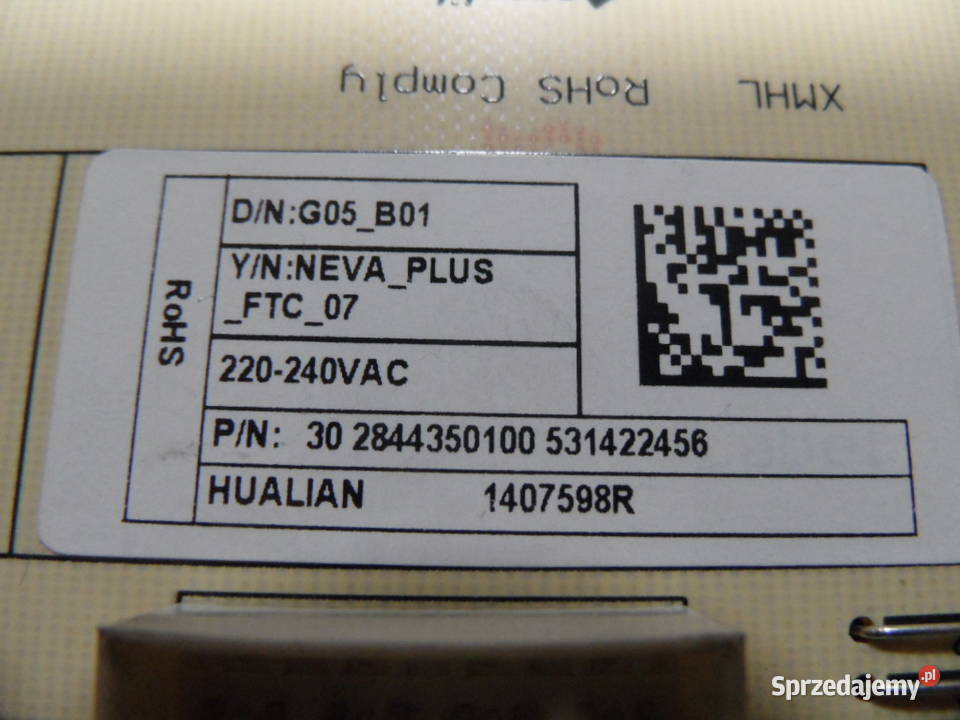 XMHL RoHS Comply
RoHS
D/N:G05_B01
Y/N:NEVA_PLUS
_FTC_07
220-240VAC
P/N: 30 2844350100 531422456
HUALIAN 1407598R
Sprzedajemy.pl